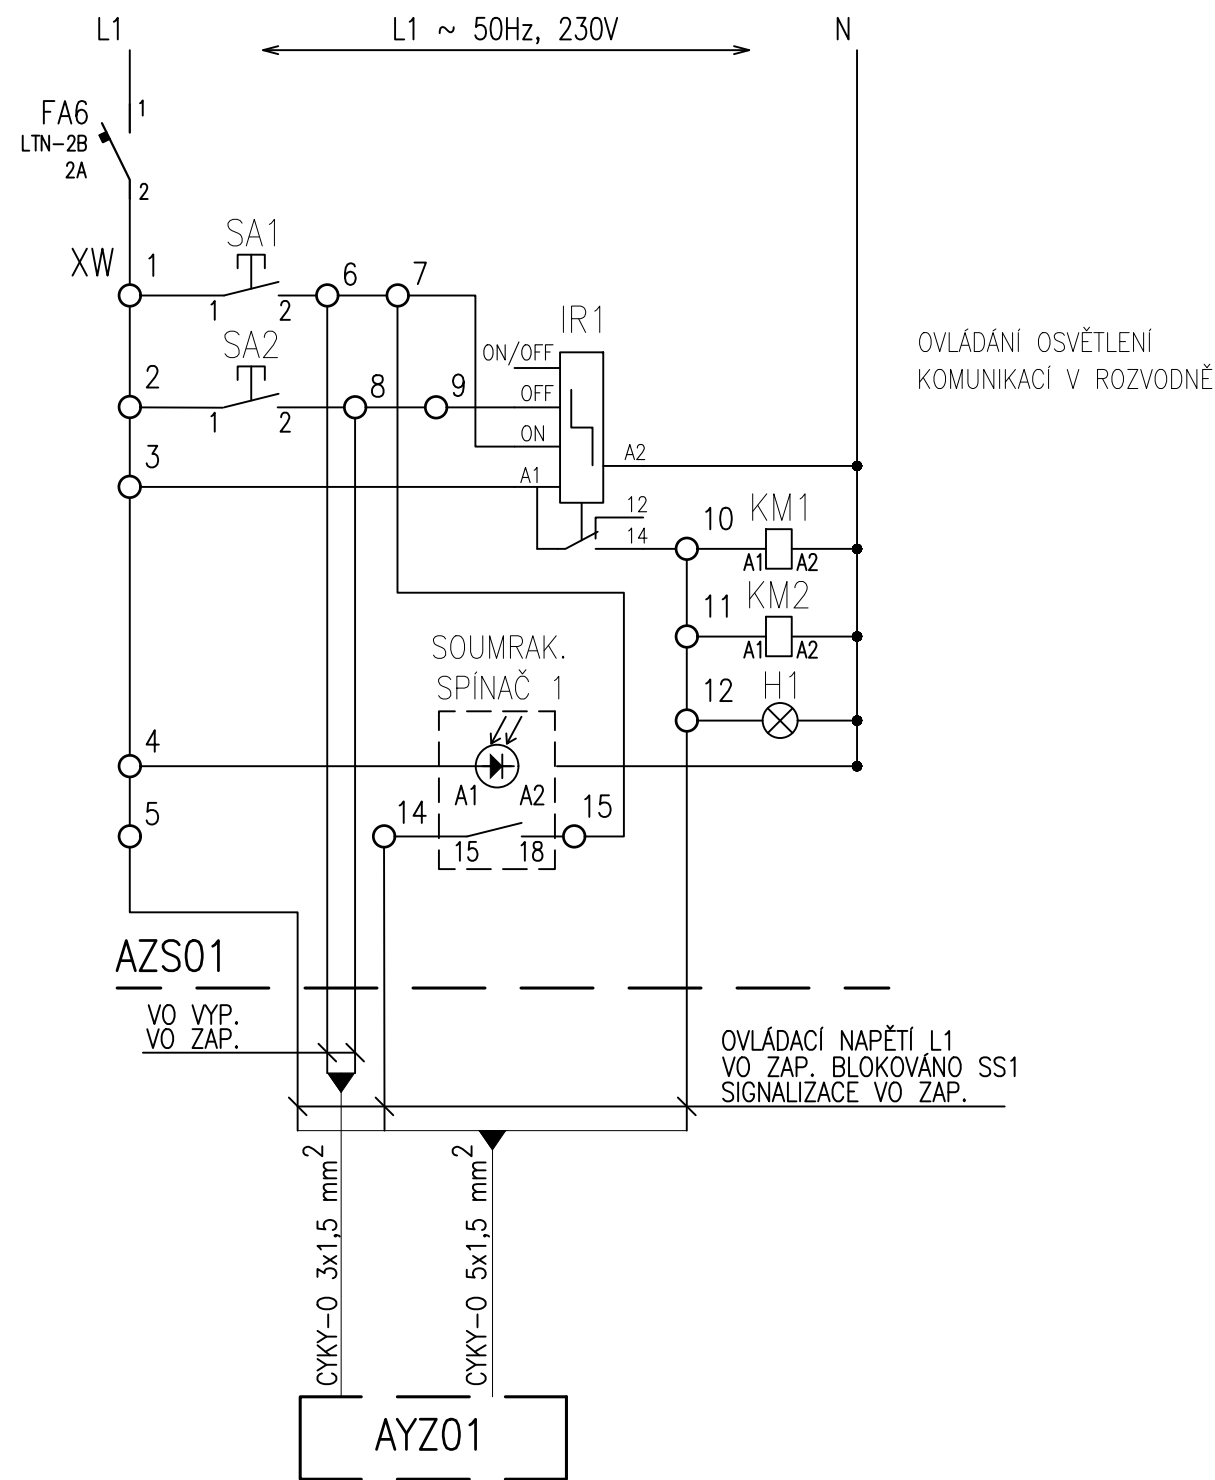 L1
L1 ~ 50Hz, 230V
N
FA6
LTN-2B
2A
1
2
XW
1
SA1
1
2
6
7
IR1
ON/OFF
OVLÁDÁNÍ OSVĚTLENÍ
KOMUNIKACÍ V ROZVODNĚ
2
SA2
1
2
8
9
OFF
ON
3
A1
A2
12
14
10
KM1
A1
A2
11
KM2
A1
A2
12
H1
SOUMRAK.
SPÍNAČ 1
4
A1
A2
5
14
15
18
15
AZS01
VO VYP.
VO ZAP.
OVLÁDACÍ NAPĚTÍ L1
VO ZAP. BLOKOVÁNO SS1
SIGNALIZACE VO ZAP.
CYKY-O 3x1,5 mm²
CYKY-O 5x1,5 mm²
AYZ01